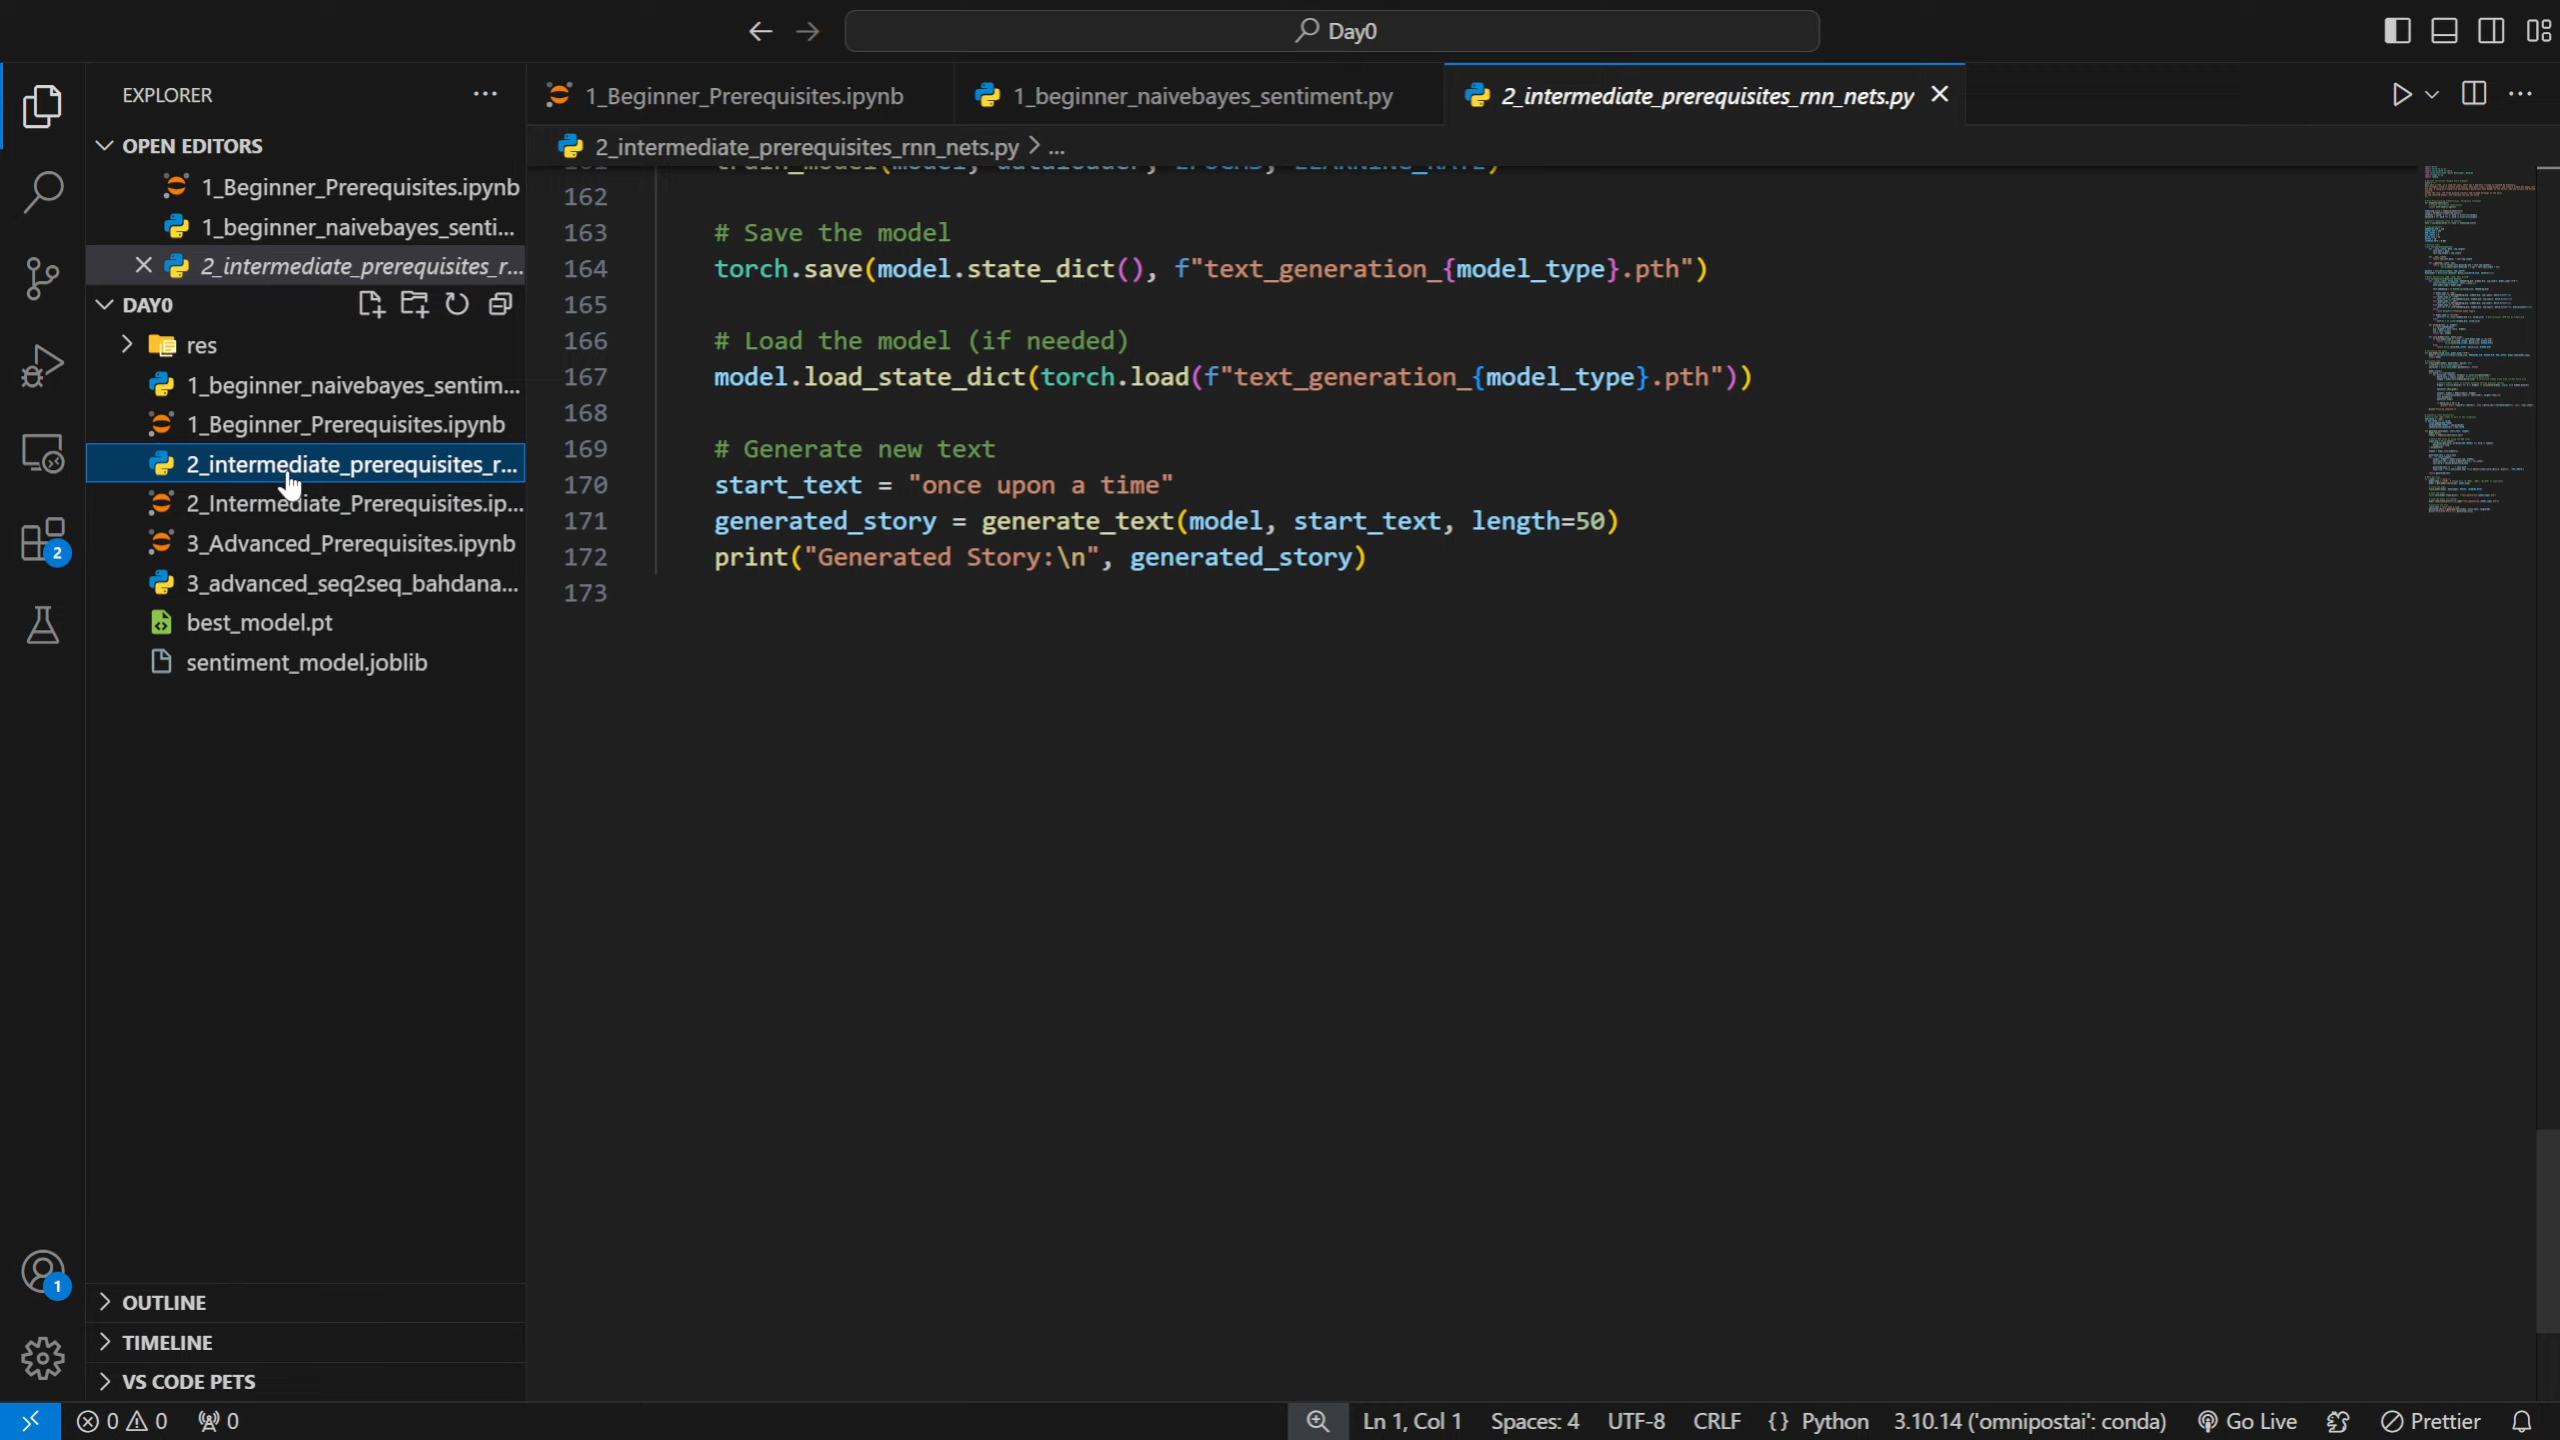 Day0
EXPLORER
OPEN EDITORS
1_Beginner_Prerequisites.ipynb
1_beginner_naivebayes_senti...
2_intermediate_prerequisites_r...
DAY0
res
1_beginner_naivebayes_sentim...
1_Beginner_Prerequisites.ipynb
2_intermediate_prerequisites_r...
2_Intermediate_Prerequisites.ip...
3_Advanced_Prerequisites.ipynb
3_advanced_seq2seq_bahdana...
best_model.pt
sentiment_model.joblib
OUTLINE
TIMELINE
VS CODE PETS
2
1
1_Beginner_Prerequisites.ipynb
1_beginner_naivebayes_sentiment.py
2_intermediate_prerequisites_rnn_nets.py
2_intermediate_prerequisites_rnn_nets.py > ...
162
163 # Save the model
164 torch.save(model.state_dict(), f"text_generation_{model_type}.pth")
165
166 # Load the model (if needed)
167 model.load_state_dict(torch.load(f"text_generation_{model_type}.pth"))
168
169 # Generate new text
170 start_text = "once upon a time"
171 generated_story = generate_text(model, start_text, length=50)
172 print("Generated Story:\n", generated_story)
173
0 0 0
Ln 1, Col 1 Spaces: 4 UTF-8 CRLF {} Python 3.10.14 ('omnipostai': conda) Go Live Prettier